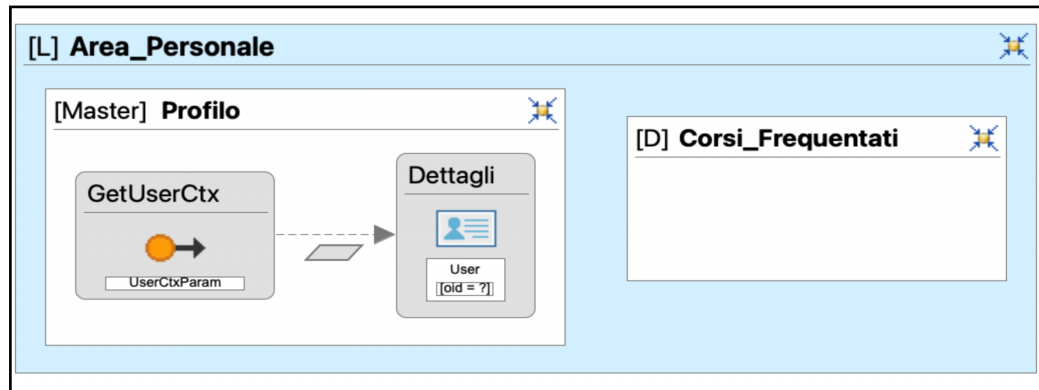 [L] Area_Personale
[Master] Profilo
GetUserCtx
UserCtxParam
Dettagli
User
[oid = ?]
[D] Corsi_Frequentati